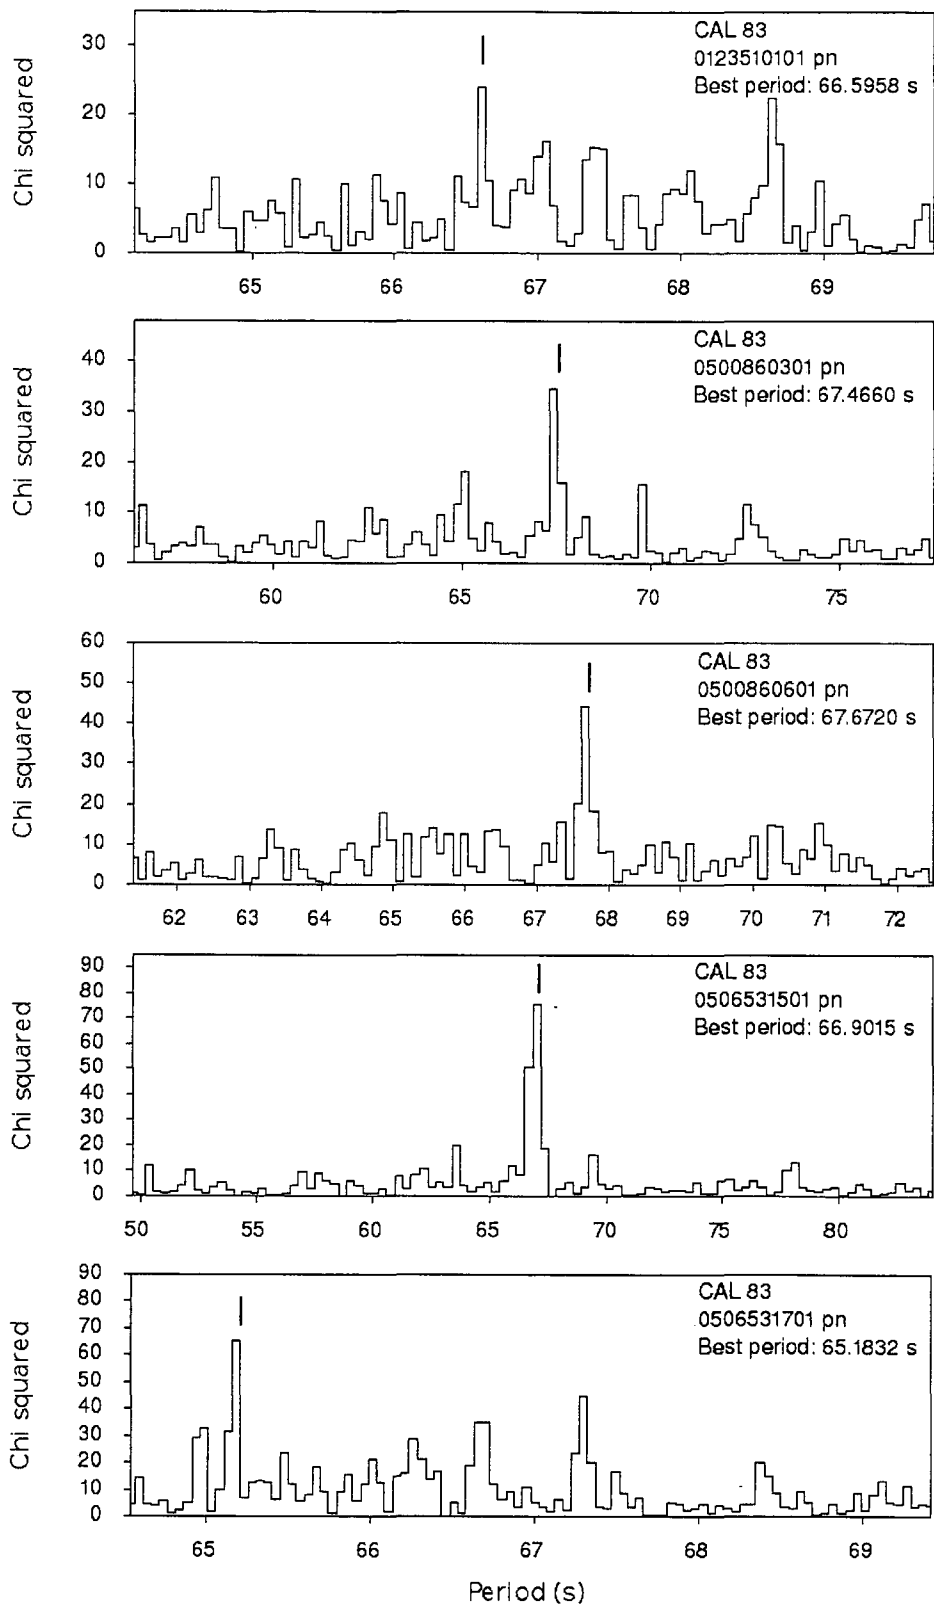 CAL 83
0123510101 pn
Best period: 66.5958 s
Chi squared
30
20
10
0
65 66 67 68 69
CAL 83
0500860301 pn
Best period: 67.4660 s
Chi squared
40
30
20
10
0
60 65 70 75
CAL 83
0500860601 pn
Best period: 67.6720 s
Chi squared
60
50
40
30
20
10
0
62 63 64 65 66 67 68 69 70 71 72
CAL 83
0506531501 pn
Best period: 66.9015 s
Chi squared
90
80
70
60
50
40
30
20
10
0
50 55 60 65 70 75 80
CAL 83
0506531701 pn
Best period: 65.1832 s
Chi squared
90
80
70
60
50
40
30
20
10
0
65 66 67 68 69
Period (s)